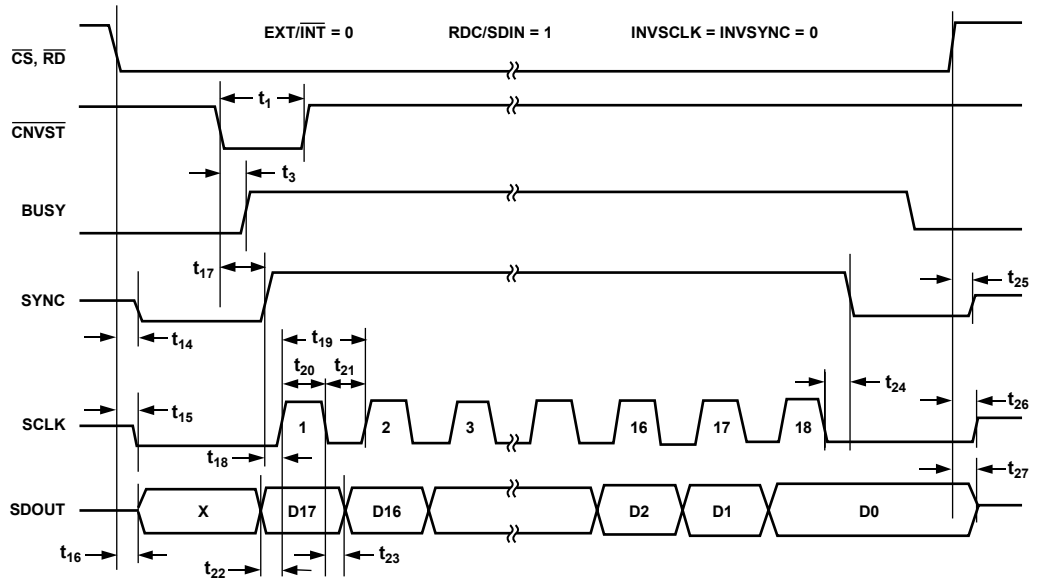 EXT/INT = 0 RDC/SDIN = 1 INVSCLK = INVSYNC = 0
CS, RD
t1
CNVST
t3
BUSY
t17
SYNC
t25
t14
t19
t20 t21
t24
t15
t26
SCLK
1 2 3 16 17 18
t18
t27
SDOUT
X D17 D16 D2 D1 D0
t16
t22
t23